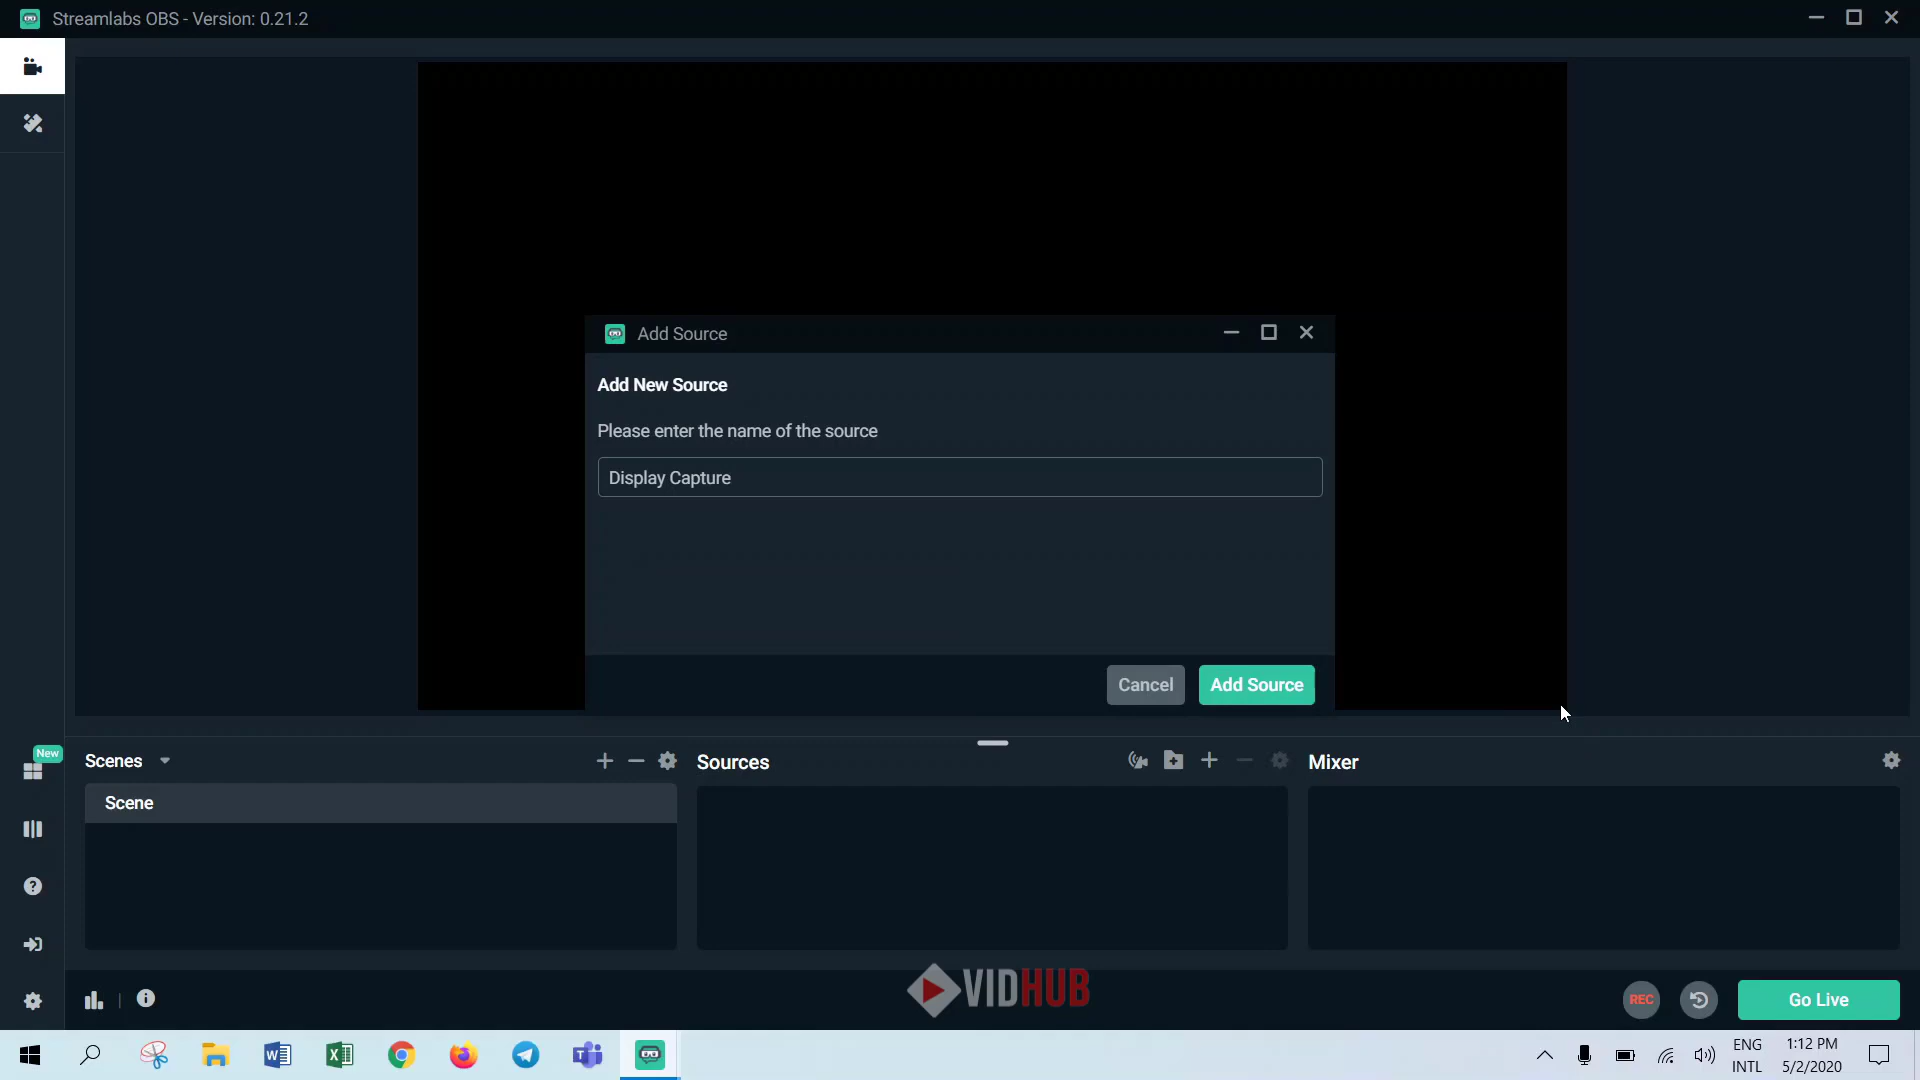 Streamlabs OBS - Version: 0.21.2
Add Source
Add New Source
Please enter the name of the source
Display Capture
Cancel
Add Source
New
Scenes
Sources
Mixer
Scene
VIDHUB
REC
Go Live
ENG
INTL
1:12 PM
5/2/2020